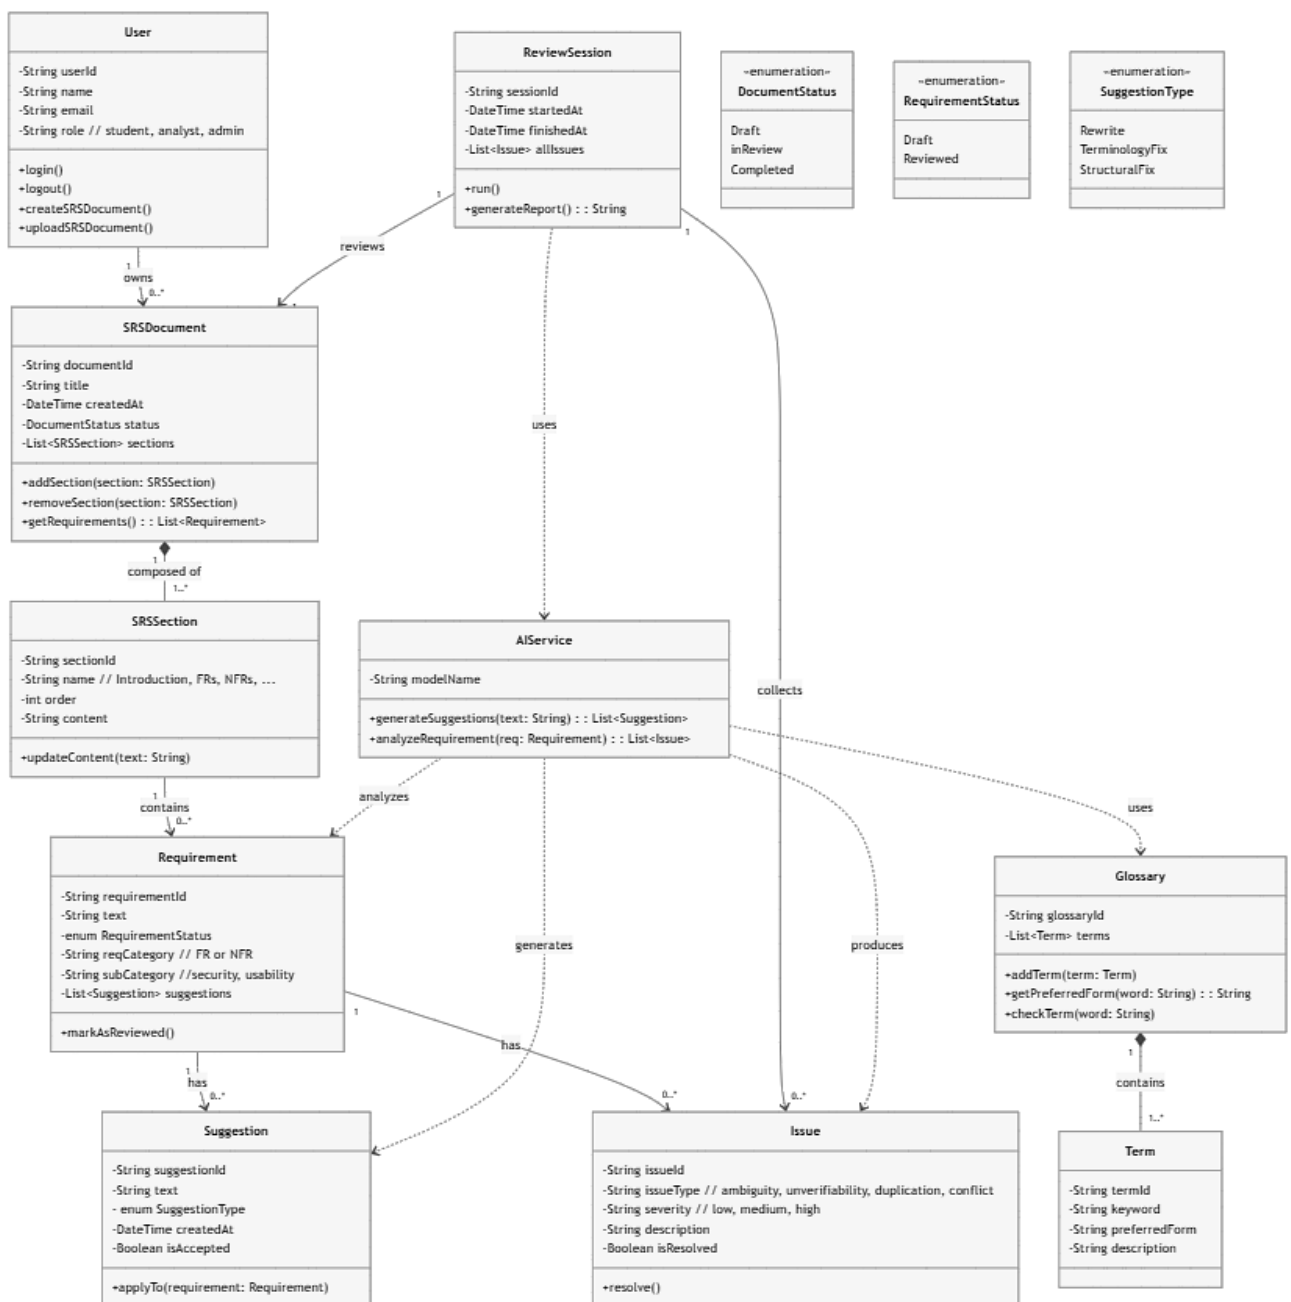 User
-String userId
-String name
-String email
-String role // student, analyst, admin
+login()
+logout()
+createSRSDocument()
+uploadSRSDocument()
ReviewSession
-String sessionId
-DateTime startedAt
-DateTime finishedAt
-List<Issue> allIssues
+run()
+generateReport() : : String
«enumeration»
DocumentStatus
Draft
inReview
Completed
«enumeration»
RequirementStatus
Draft
Reviewed
«enumeration»
SuggestionType
Rewrite
TerminologyFix
StructuralFix
1
owns
0..*
1
reviews
*
1
SRSDocument
-String documentId
-String title
-DateTime createdAt
-DocumentStatus status
-List<SRSSection> sections
+addSection(section: SRSSection)
+removeSection(section: SRSSection)
+getRequirements() : : List<Requirement>
uses
1
composed of
1..*
SRSSection
-String sectionId
-String name // Introduction, FRs, NFRs, ...
-int order
-String content
+updateContent(text: String)
AIService
-String modelName
+generateSuggestions(text: String) : : List<Suggestion>
+analyzeRequirement(req: Requirement) : : List<Issue>
collects
1
contains
0..*
analyzes
uses
Requirement
-String requirementId
-String text
-enum RequirementStatus
-String reqCategory // FR or NFR
-String subCategory //security, usability
-List<Suggestion> suggestions
+markAsReviewed()
generates
produces
Glossary
-String glossaryId
-List<Term> terms
+addTerm(term: Term)
+getPreferredForm(word: String) : : String
+checkTerm(word: String)
1
has
0..*
1
has
0..*
0..*
1
contains
1..*
Suggestion
-String suggestionId
-String text
- enum SuggestionType
-DateTime createdAt
-Boolean isAccepted
+applyTo(requirement: Requirement)
Issue
-String issueId
-String issueType // ambiguity, unverifiability, duplication, conflict
-String severity // low, medium, high
-String description
-Boolean isResolved
+resolve()
Term
-String termId
-String keyword
-String preferredForm
-String description